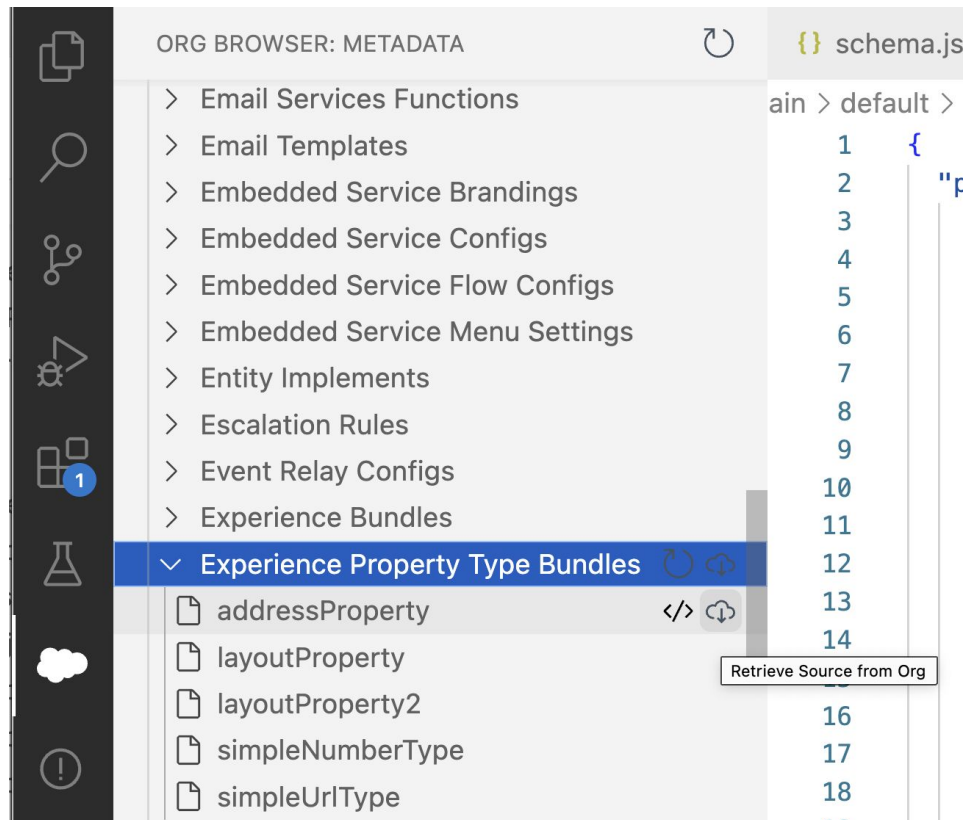 ORG BROWSER: METADATA
{} schema.js
Email Services Functions
ain > default >
Email Templates
1 {
Embedded Service Brandings
2 "p
Embedded Service Configs
3
4
Embedded Service Flow Configs
5
Embedded Service Menu Settings
6
Entity Implements
7
Escalation Rules
8
Event Relay Configs
9
1
10
Experience Bundles
11
Experience Property Type Bundles
12
addressProperty </>
13
14
layoutProperty
Retrieve Source from Org
layoutProperty2
16
simpleNumberType
17
simpleUrlType
18